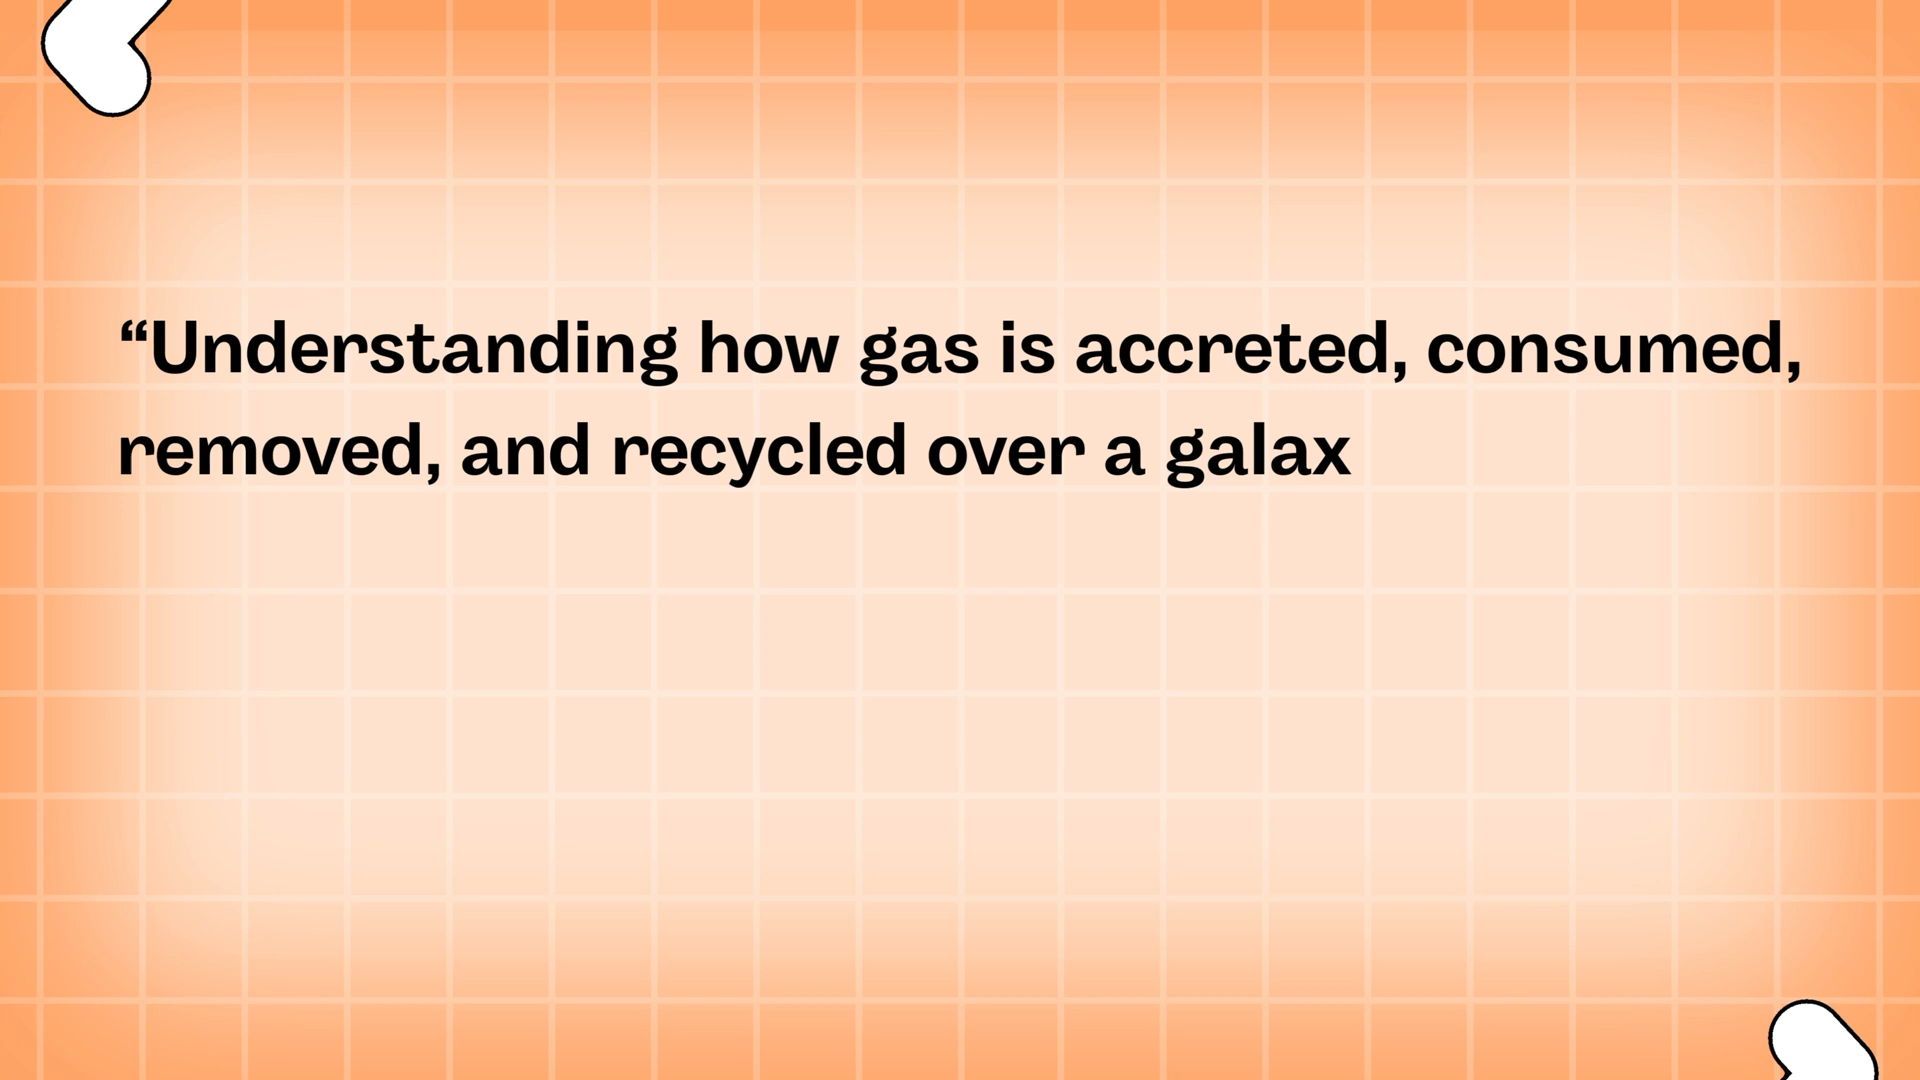 “Understanding how gas is accreted, consumed,
removed, and recycled over a galax